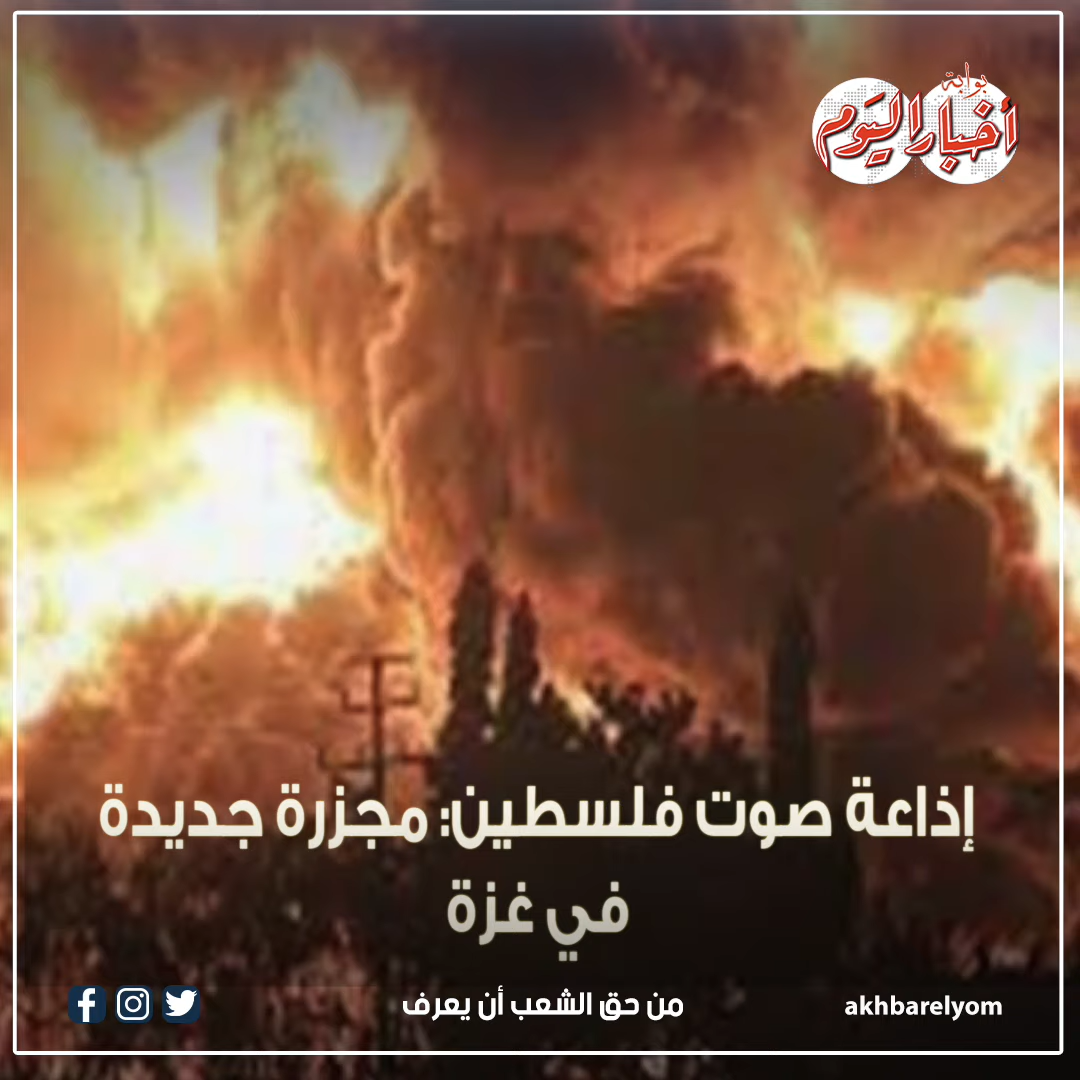 بوابة
أخبار اليوم
إذاعة صوت فلسطين: مجزرة جديدة
في غزة
من حق الشعب أن يعرف
akhbarelyom